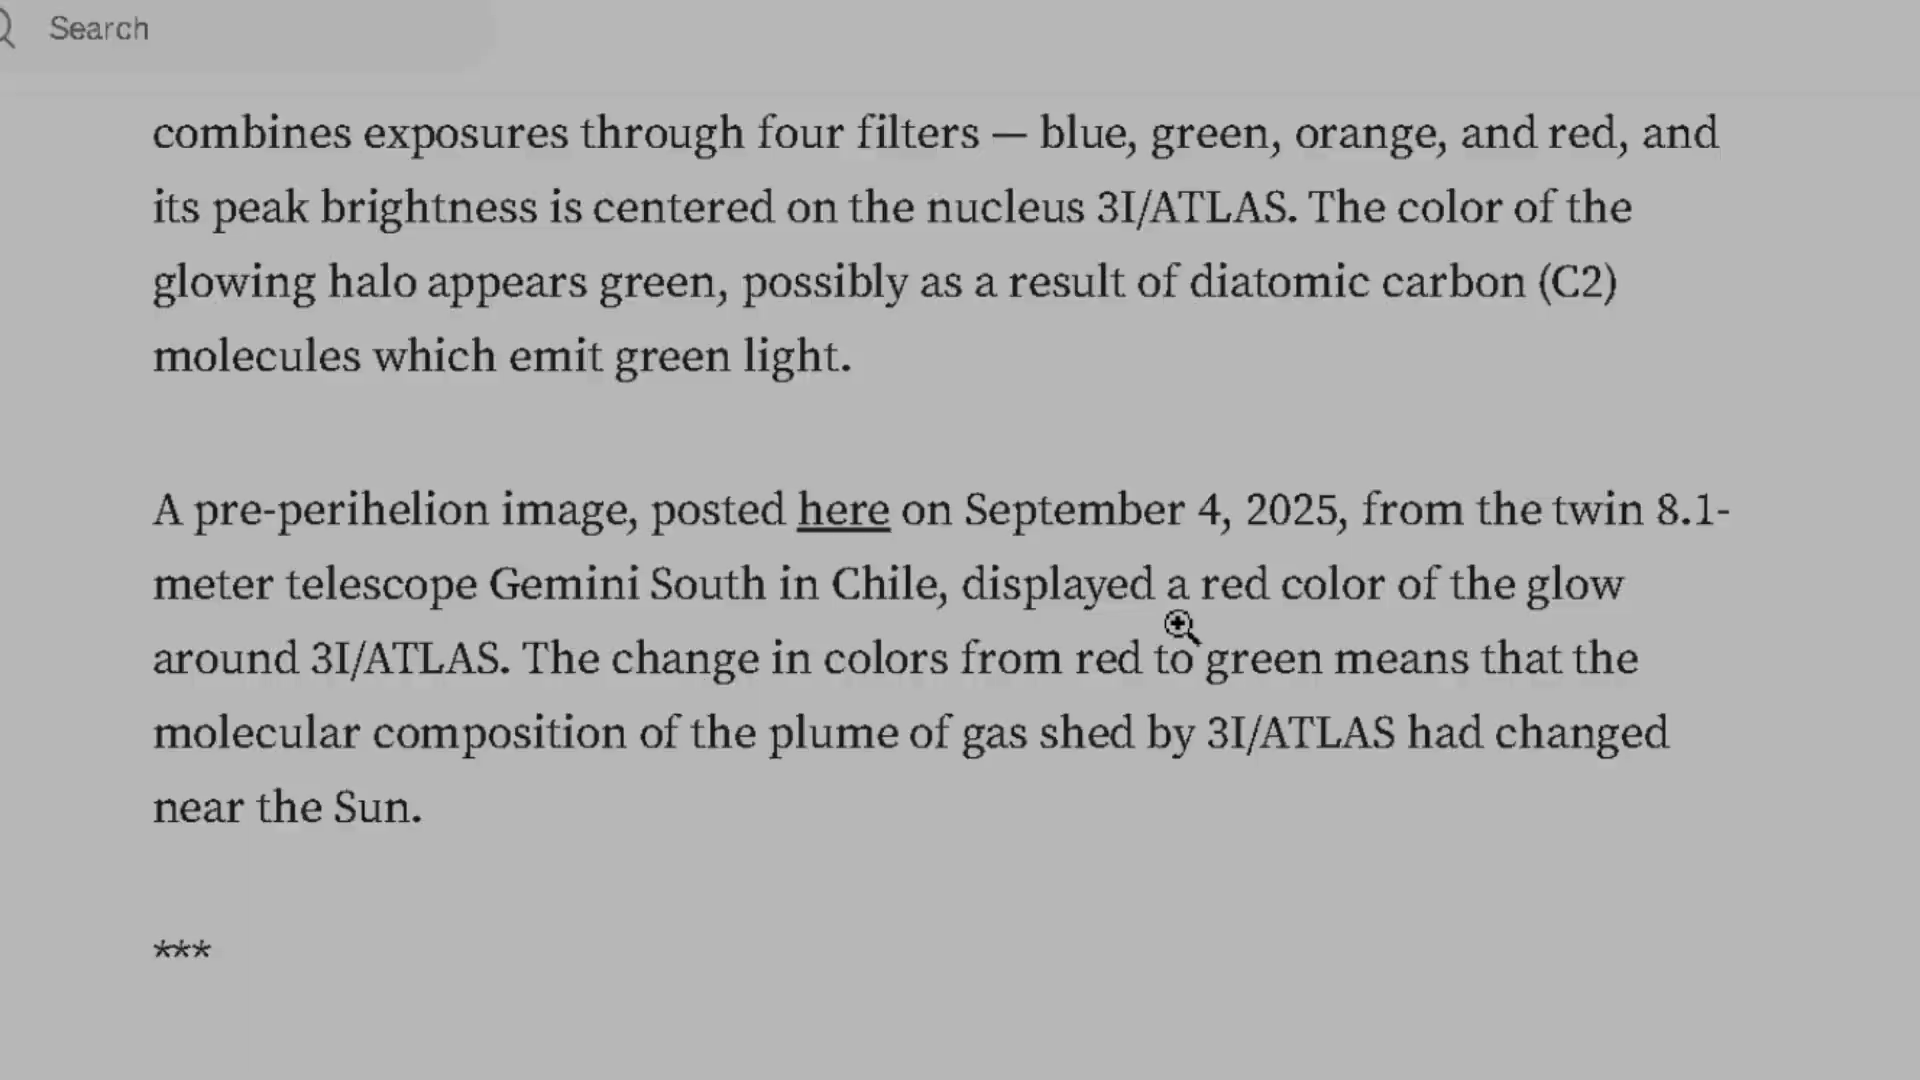 Search
combines exposures through four filters — blue, green, orange, and red, and
its peak brightness is centered on the nucleus 3I/ATLAS. The color of the
glowing halo appears green, possibly as a result of diatomic carbon (C2)
molecules which emit green light.
A pre-perihelion image, posted here on September 4, 2025, from the twin 8.1-
meter telescope Gemini South in Chile, displayed a red color of the glow
around 3I/ATLAS. The change in colors from red to green means that the
molecular composition of the plume of gas shed by 3I/ATLAS had changed
near the Sun.
***